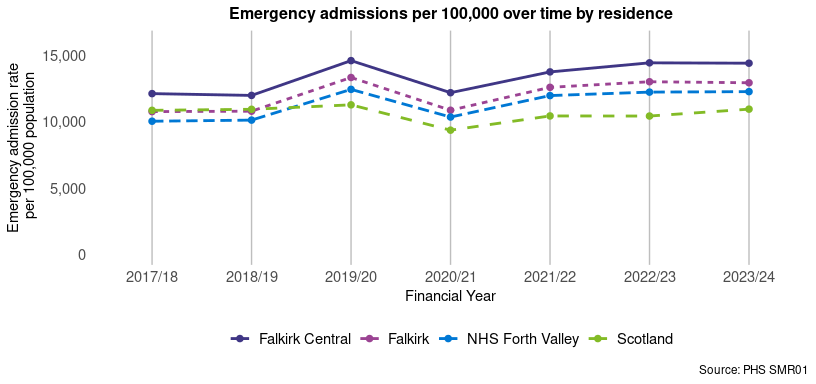 Emergency admissions per 100,000 over time by residence
Emergency admission rate
per 100,000 population
15,000
10,000
5,000
0
2017/18 2018/19 2019/20 2020/21 2021/22 2022/23 2023/24
Financial Year
Falkirk Central Falkirk NHS Forth Valley Scotland
Source: PHS SMR01